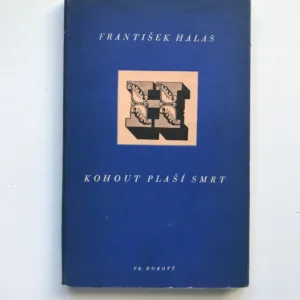 FRANTIŠEK HALAS
H
KOHOUT PLAŠÍ SMRT
FR. BOROVÝ